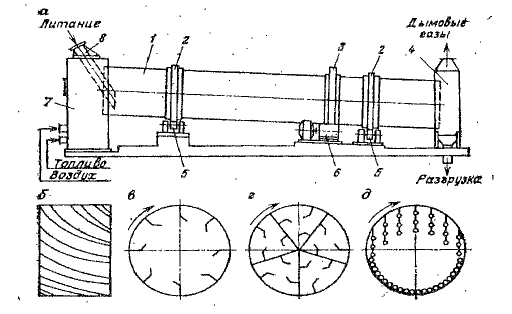 а
Питание
Дымовые
газы
8
1
2
3
2
4
7
5
6
5
Топливо
Воздух
Разгрузка
б
в
г
д